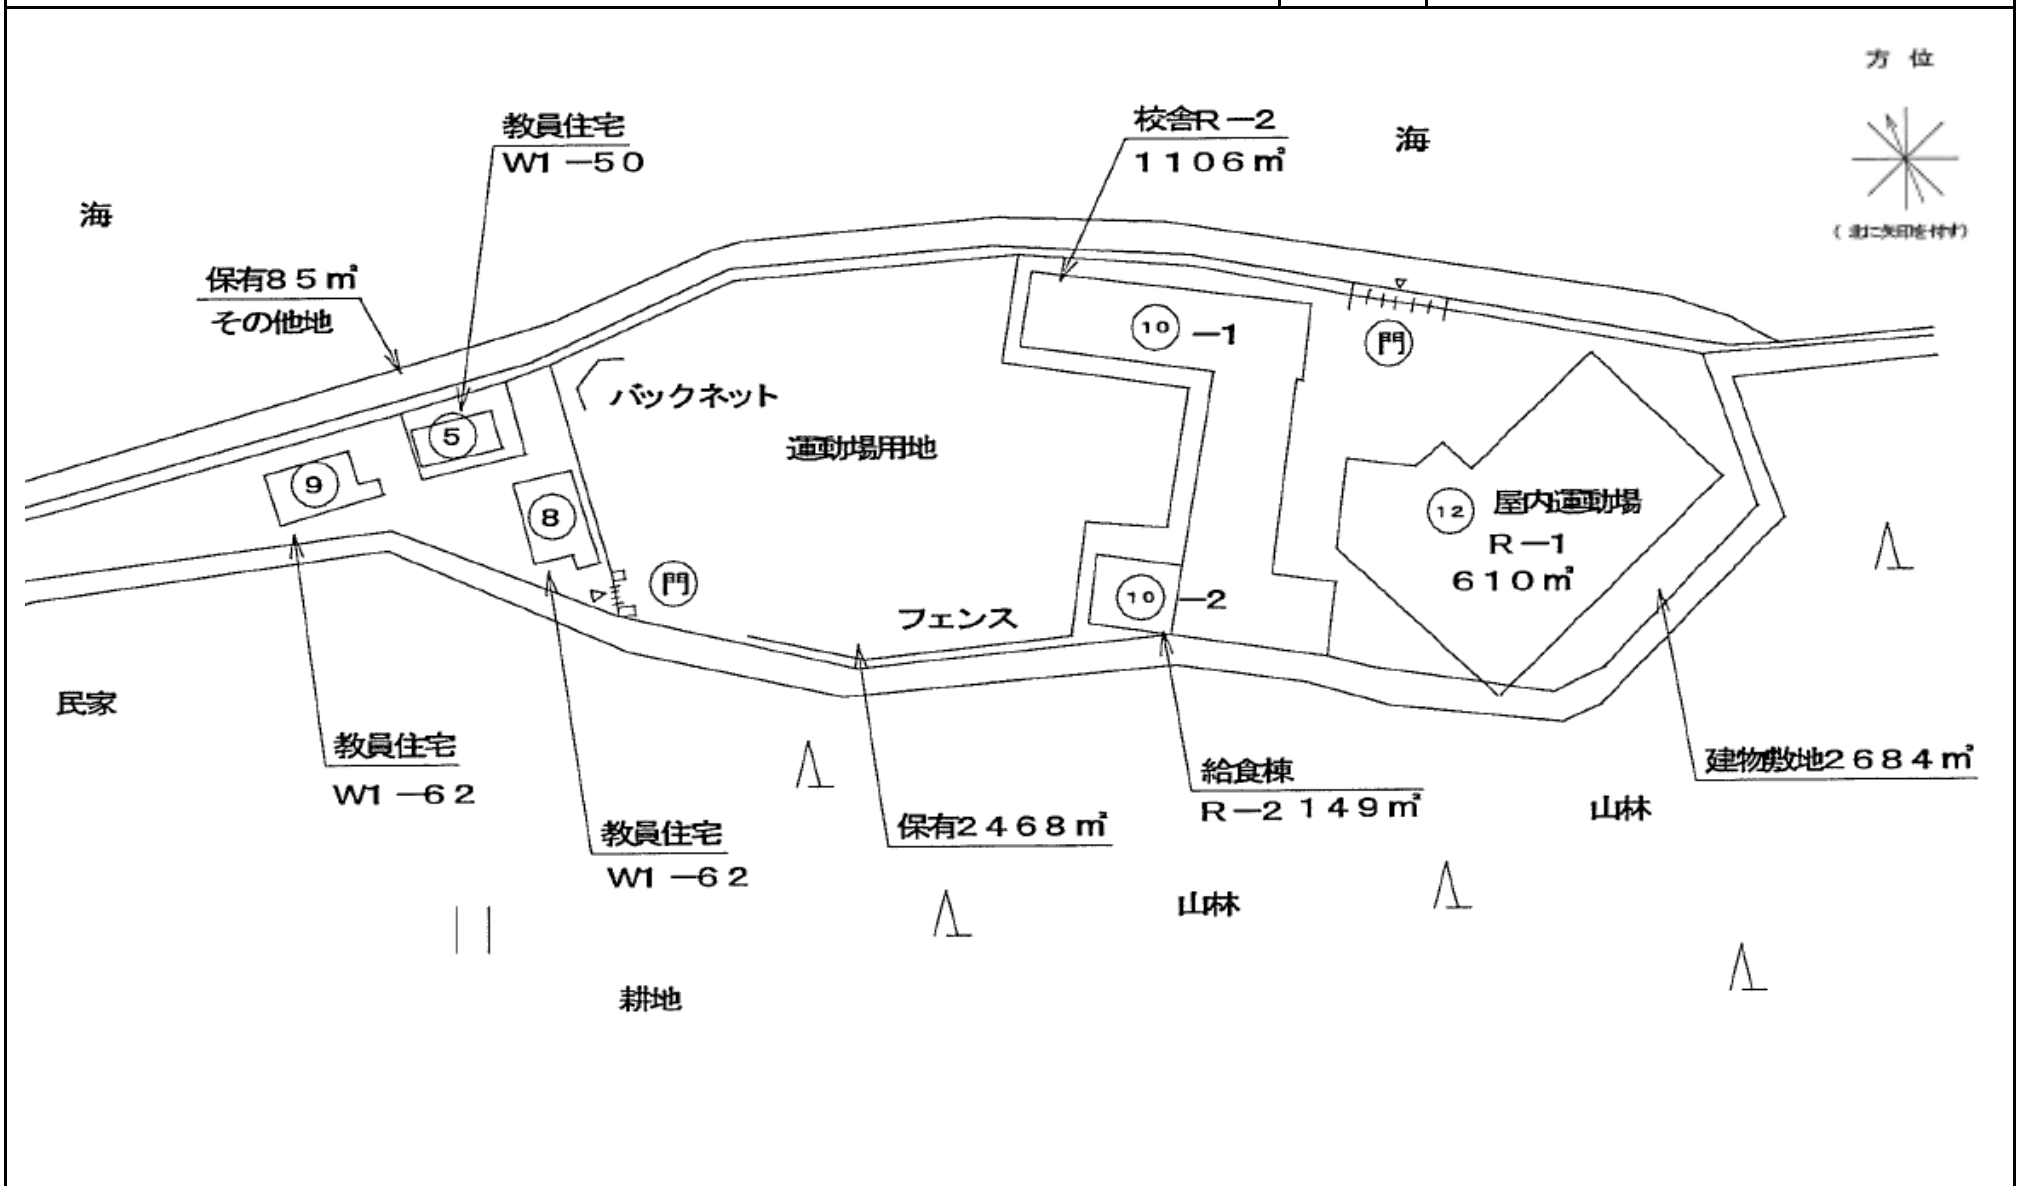 方 位
(北に矢印を付す)
教員住宅
W1－50
校舎R－2
1106㎡
海
海
保有85㎡
その他地
⑩－1
門
バックネット
運動場用地
⑤
⑨
⑧
⑫ 屋内運動場
R－1
610㎡
門
フェンス
⑩－2
民家
教員住宅
W1－62
教員住宅
W1－62
保有2468㎡
給食棟
R－2 149㎡
建物敷地2684㎡
山林
山林
耕地